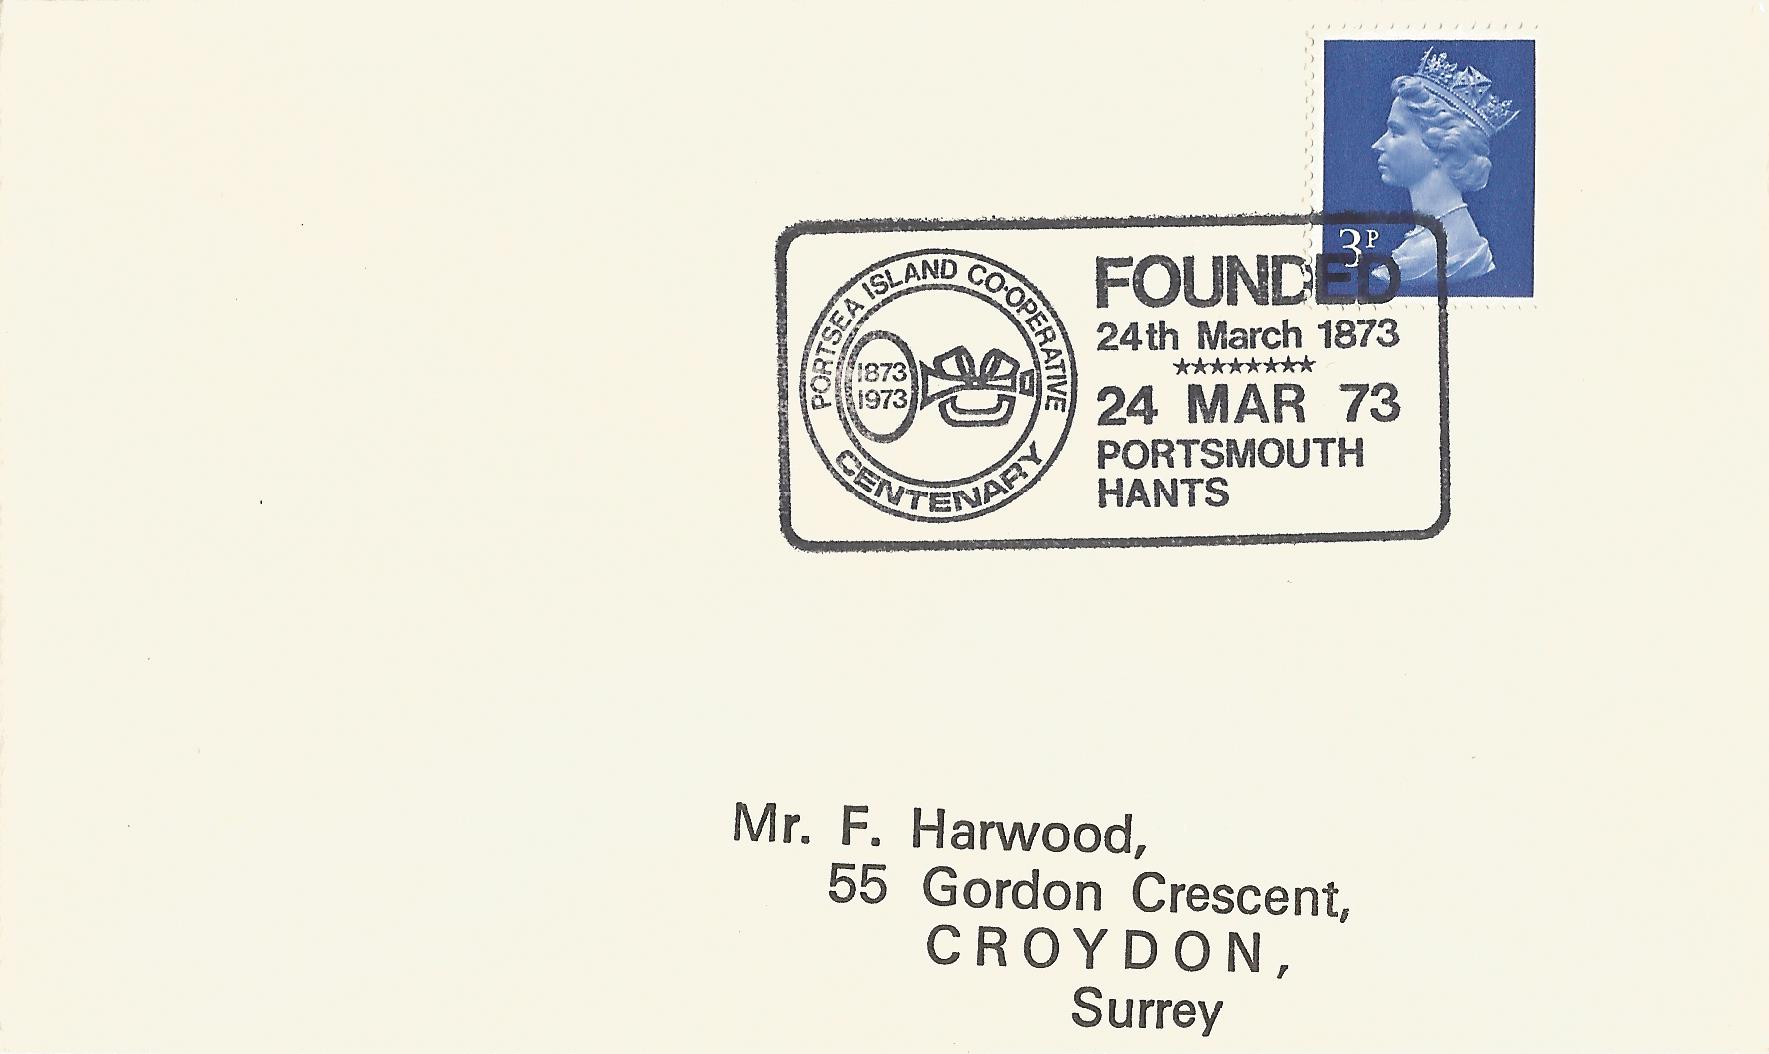 3P
PORTSEA ISLAND CO-OPERATIVE
CENTENARY
1873
1973
FOUNDED
24th March 1873
★★★★★★★★
24 MAR 73
PORTSMOUTH
HANTS
Mr. F. Harwood,
55 Gordon Crescent,
CROYDON,
Surrey